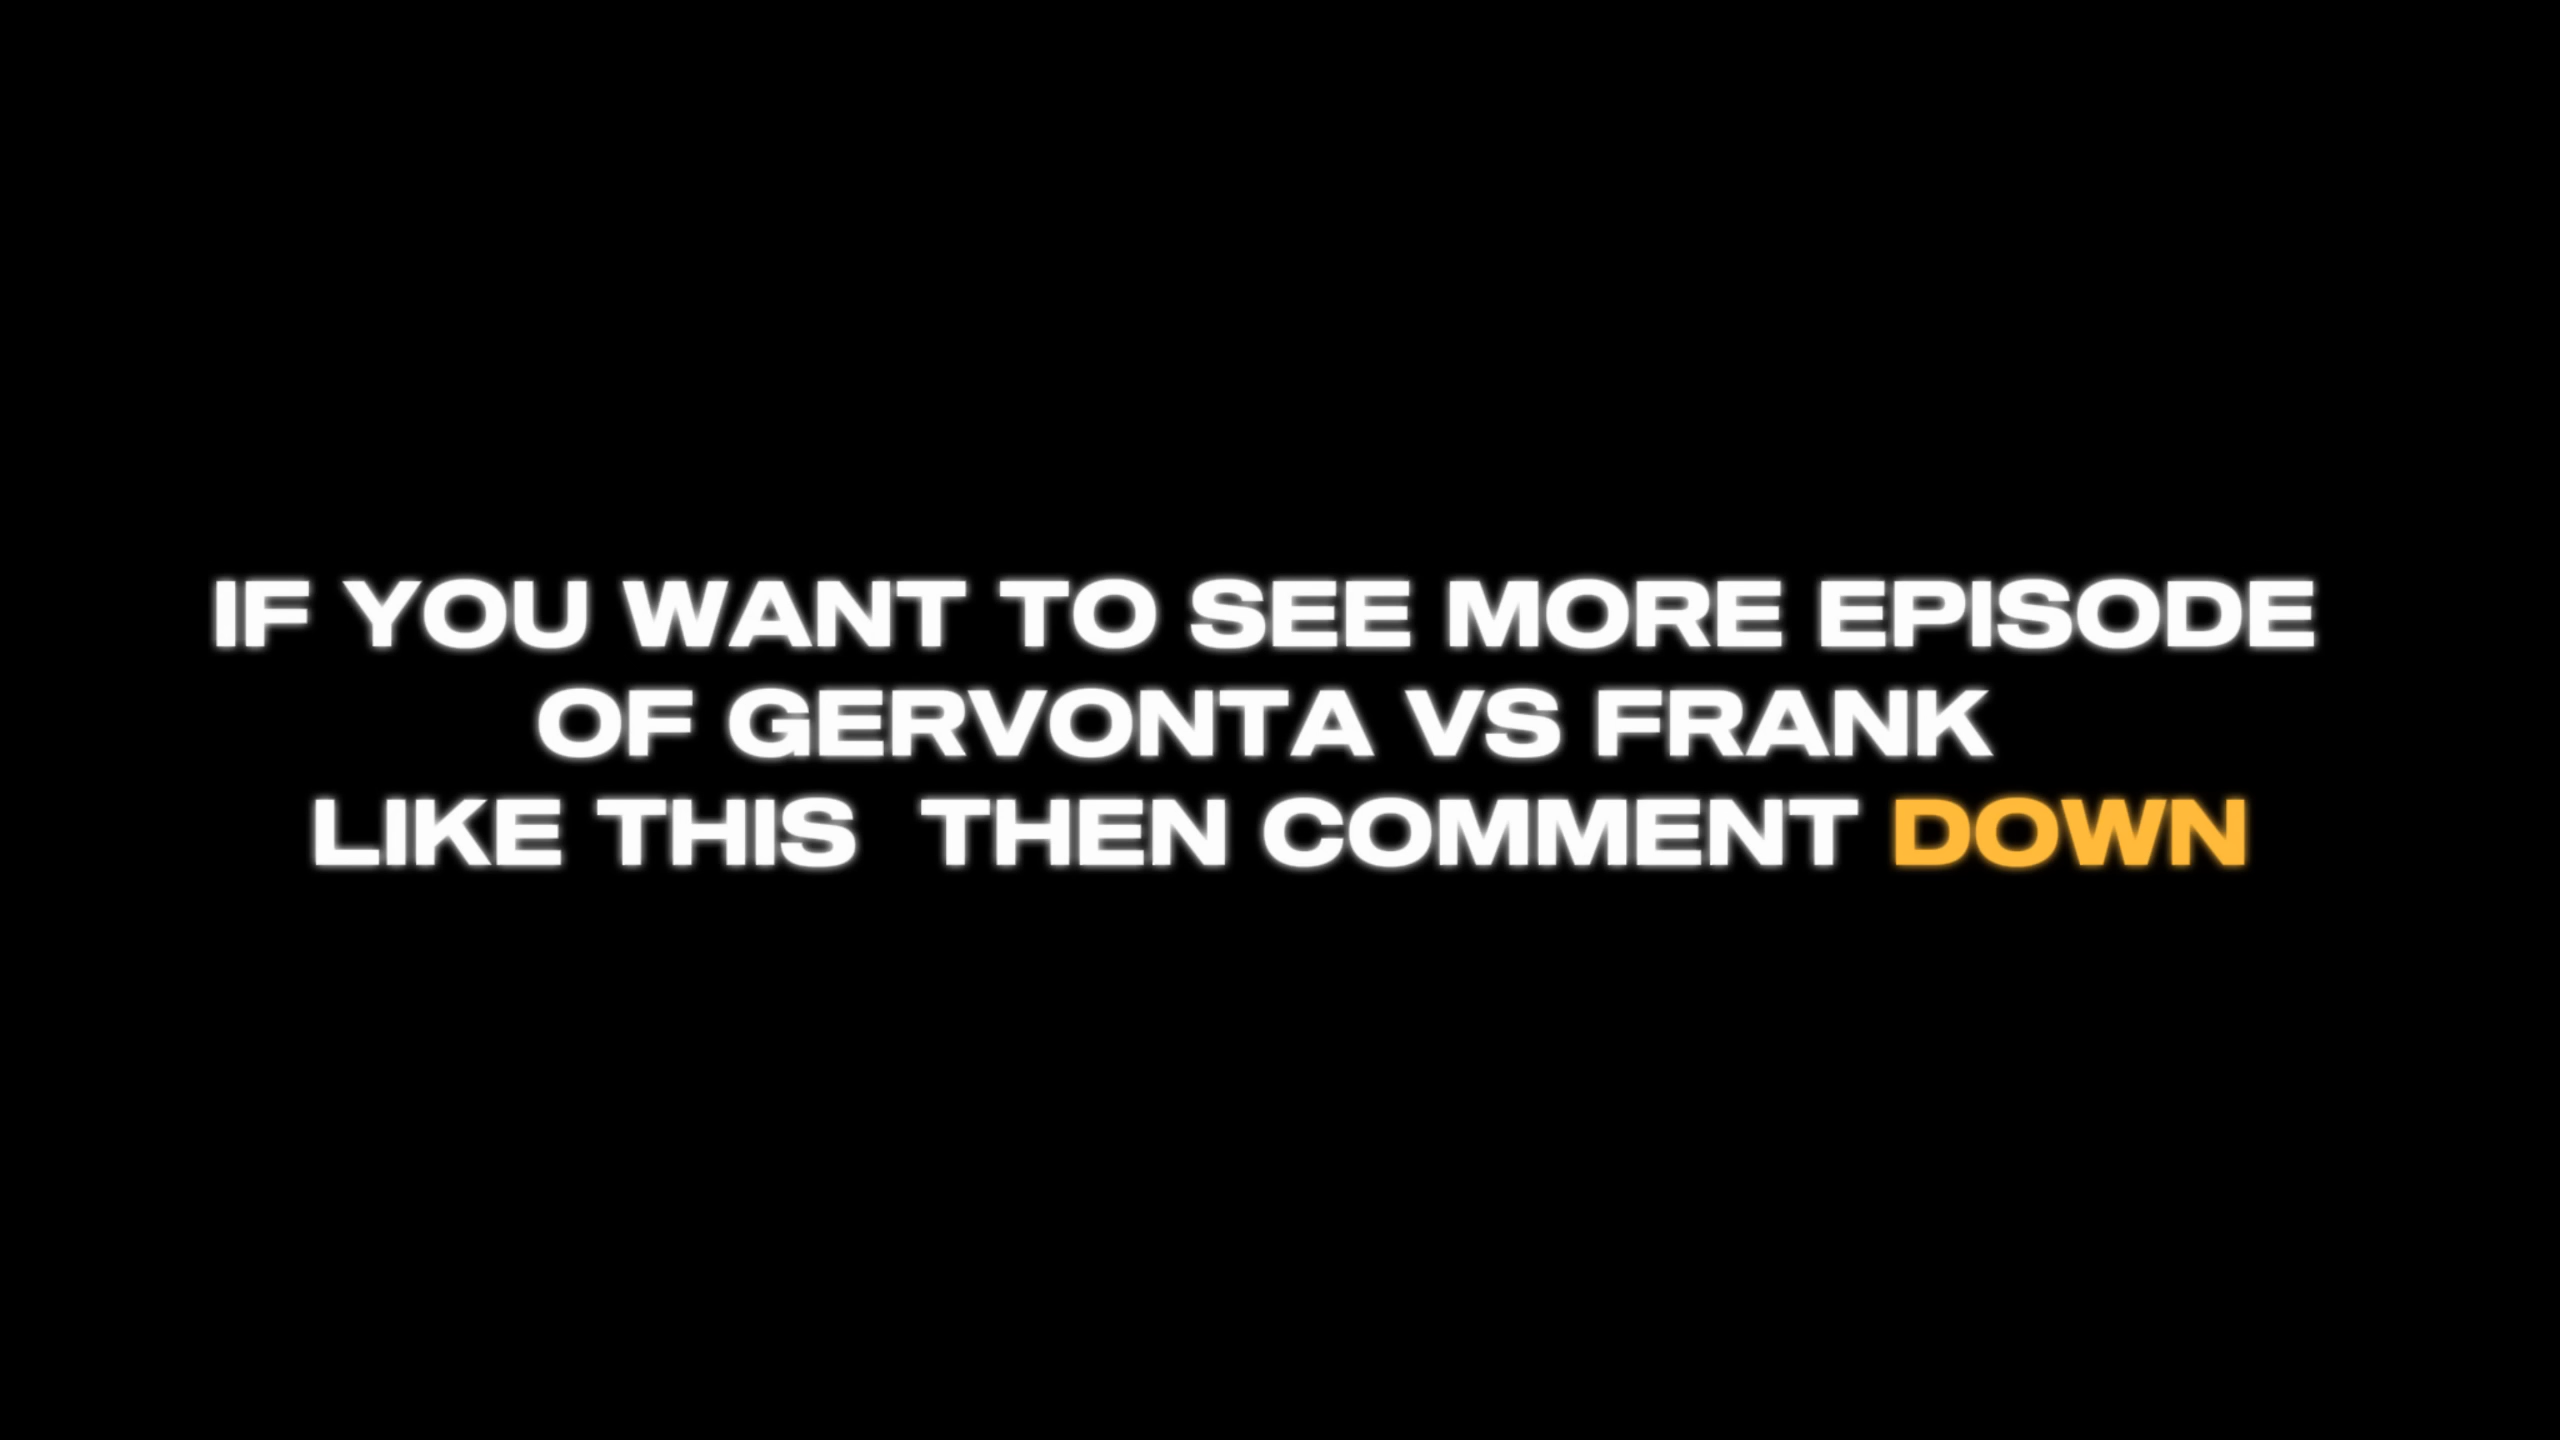 IF YOU WANT TO SEE MORE EPISODE
OF GERVONTA VS FRANK
LIKE THIS  THEN COMMENT DOWN